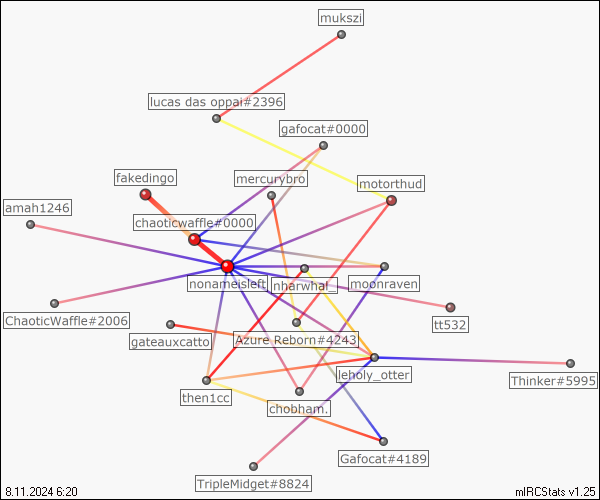 mukszi
lucas das oppai#2396
gafocat#0000
fakedingo
mercurybro
motorthud
amah1246
chaoticwaffle#0000
nonameisleft
nharwhal_
moonraven
ChaoticWaffle#2006
tt532
gateauxcatto
Azure Reborn#4243
leholy_otter
Thinker#5995
then1cc
chobham.
Gafocat#4189
TripleMidget#8824
8.11.2024 6:20
mIRCStats v1.25